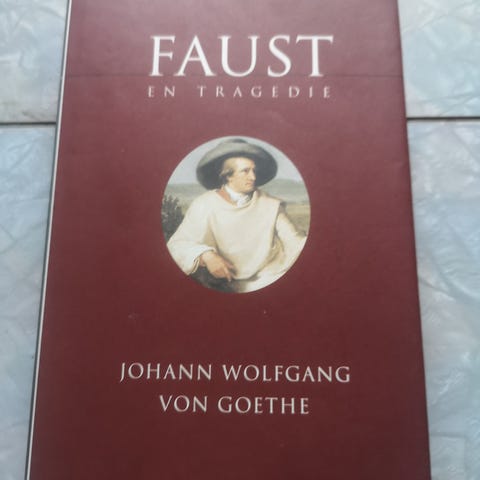 FAUST
EN TRAGEDIE
JOHANN WOLFGANG
VON GOETHE